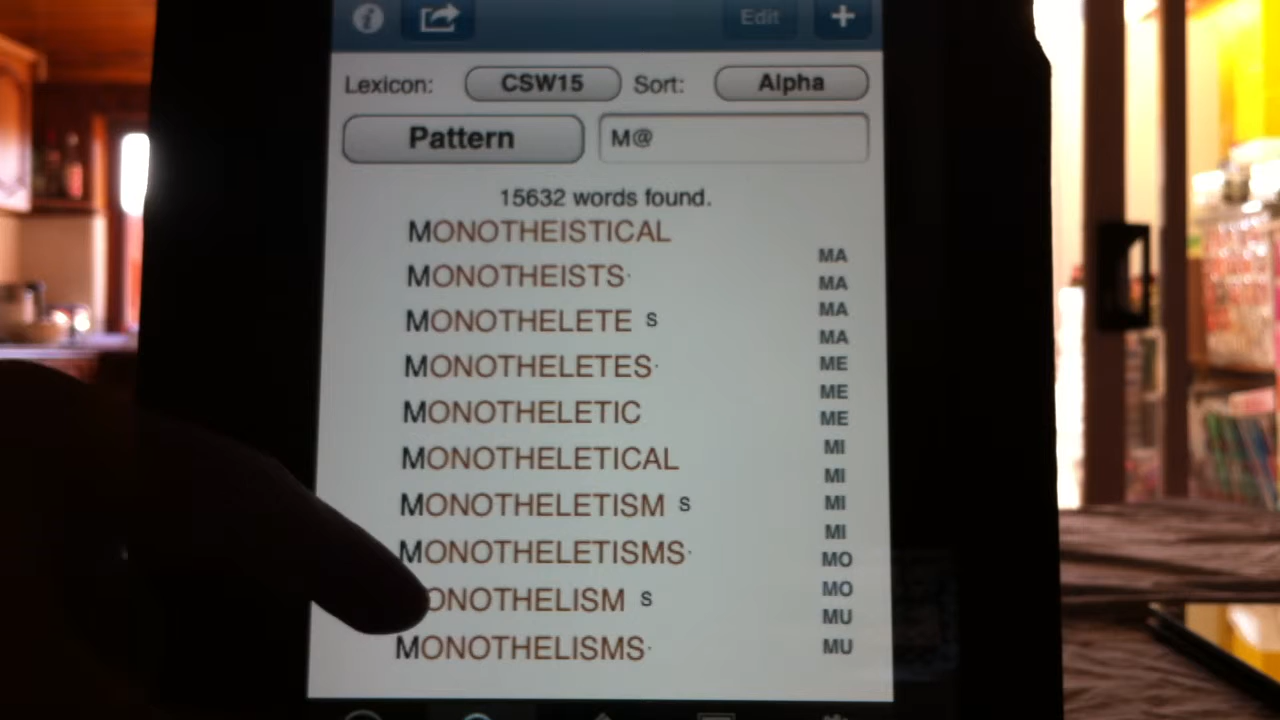 Edit +
Lexicon: CSW15 Sort: Alpha
Pattern M@
15632 words found.
MONOTHEISTICAL
MONOTHEISTS·
MONOTHELETE s
MONOTHELETES·
MONOTHELETIC
MONOTHELETICAL
MONOTHELETISM s
MONOTHELETISMS·
ONOTHELISM s
MONOTHELISMS·
MA
MA
MA
MA
ME
ME
ME
MI
MI
MI
MI
MO
MO
MU
MU